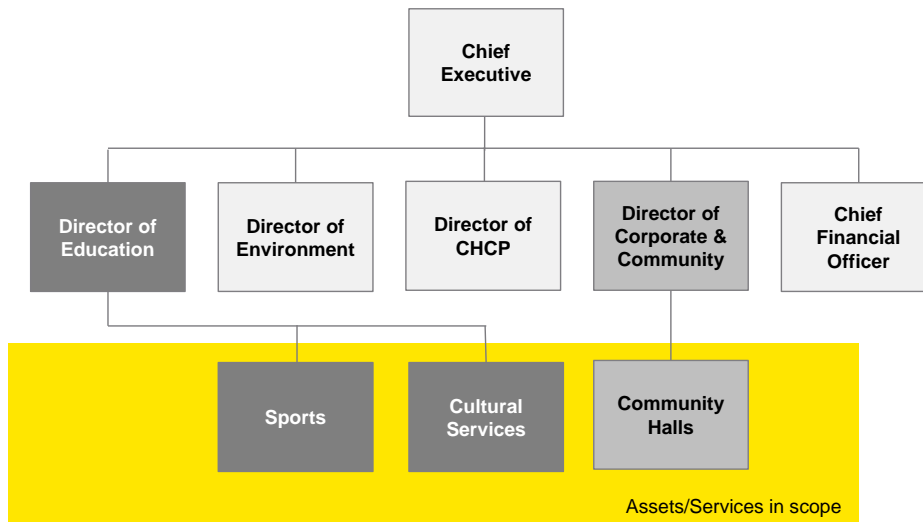 Chief
Executive
Director of
Education
Director of
Environment
Director of
CHCP
Director of
Corporate &
Community
Chief
Financial
Officer
Sports
Cultural
Services
Community
Halls
Assets/Services in scope